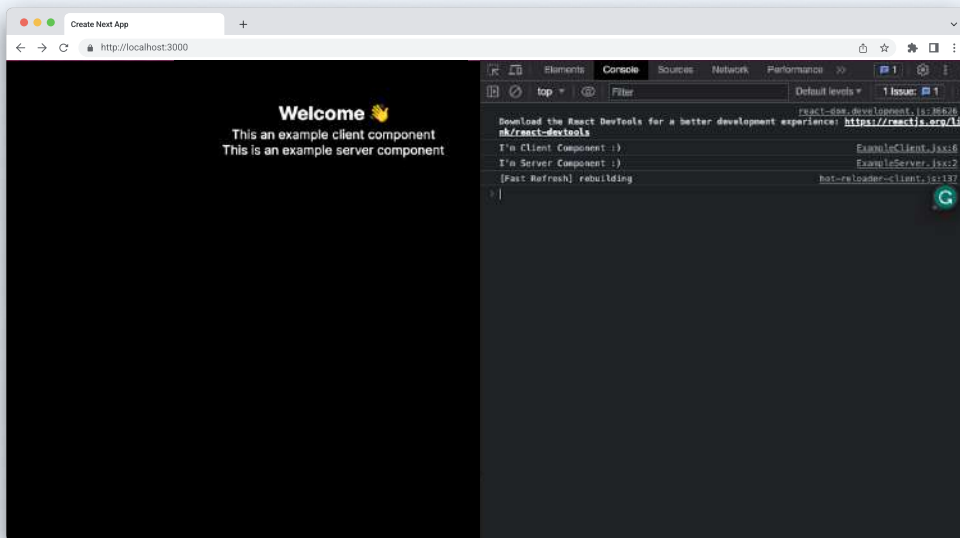 Create Next App
http://localhost:3000
Elements Console Sources Network Performance 1
top Filter Default levels 1 Issue: 1
Welcome 👋
This an example client component
This is an example server component
react-dom.development.js:38626
Download the React DevTools for a better development experience: https://reactjs.org/li
nk/react-devtools
I'm Client Component :) ExampleClient.jsx:6
I'm Server Component :) ExampleServer.jsx:2
[Fast Refresh] rebuilding hot-reloader-client.js:137